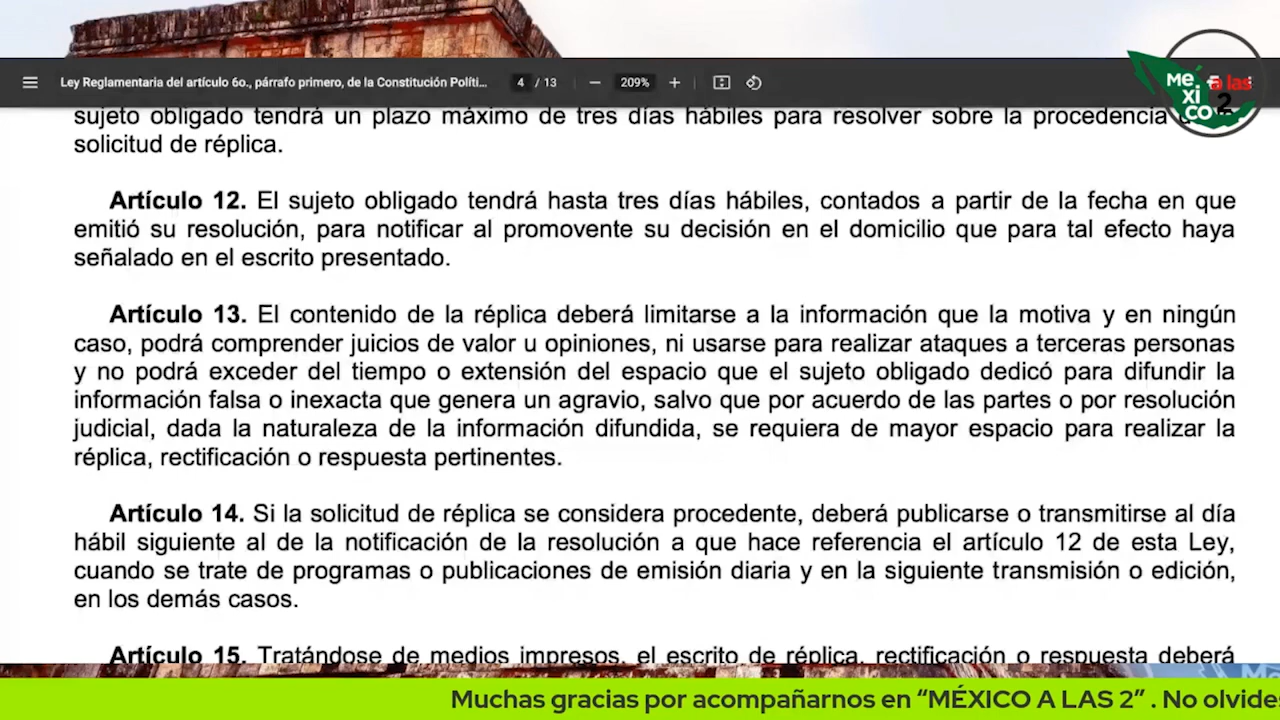 Ley Reglamentaria del artículo 6o., párrafo primero, de la Constitución Políti...
4 / 13
209%
Mé
xi
co
a las
2
sujeto obligado tendrá un plazo máximo de tres días hábiles para resolver sobre la procedencia
solicitud de réplica.
Artículo 12. El sujeto obligado tendrá hasta tres días hábiles, contados a partir de la fecha en que
emitió su resolución, para notificar al promovente su decisión en el domicilio que para tal efecto haya
señalado en el escrito presentado.
Artículo 13. El contenido de la réplica deberá limitarse a la información que la motiva y en ningún
caso, podrá comprender juicios de valor u opiniones, ni usarse para realizar ataques a terceras personas
y no podrá exceder del tiempo o extensión del espacio que el sujeto obligado dedicó para difundir la
información falsa o inexacta que genera un agravio, salvo que por acuerdo de las partes o por resolución
judicial, dada la naturaleza de la información difundida, se requiera de mayor espacio para realizar la
réplica, rectificación o respuesta pertinentes.
Artículo 14. Si la solicitud de réplica se considera procedente, deberá publicarse o transmitirse al día
hábil siguiente al de la notificación de la resolución a que hace referencia el artículo 12 de esta Ley,
cuando se trate de programas o publicaciones de emisión diaria y en la siguiente transmisión o edición,
en los demás casos.
Artículo 15. Tratándose de medios impresos, el escrito de réplica, rectificación o respuesta deberá
Muchas gracias por acompañarnos en “MÉXICO A LAS 2” . No olvide